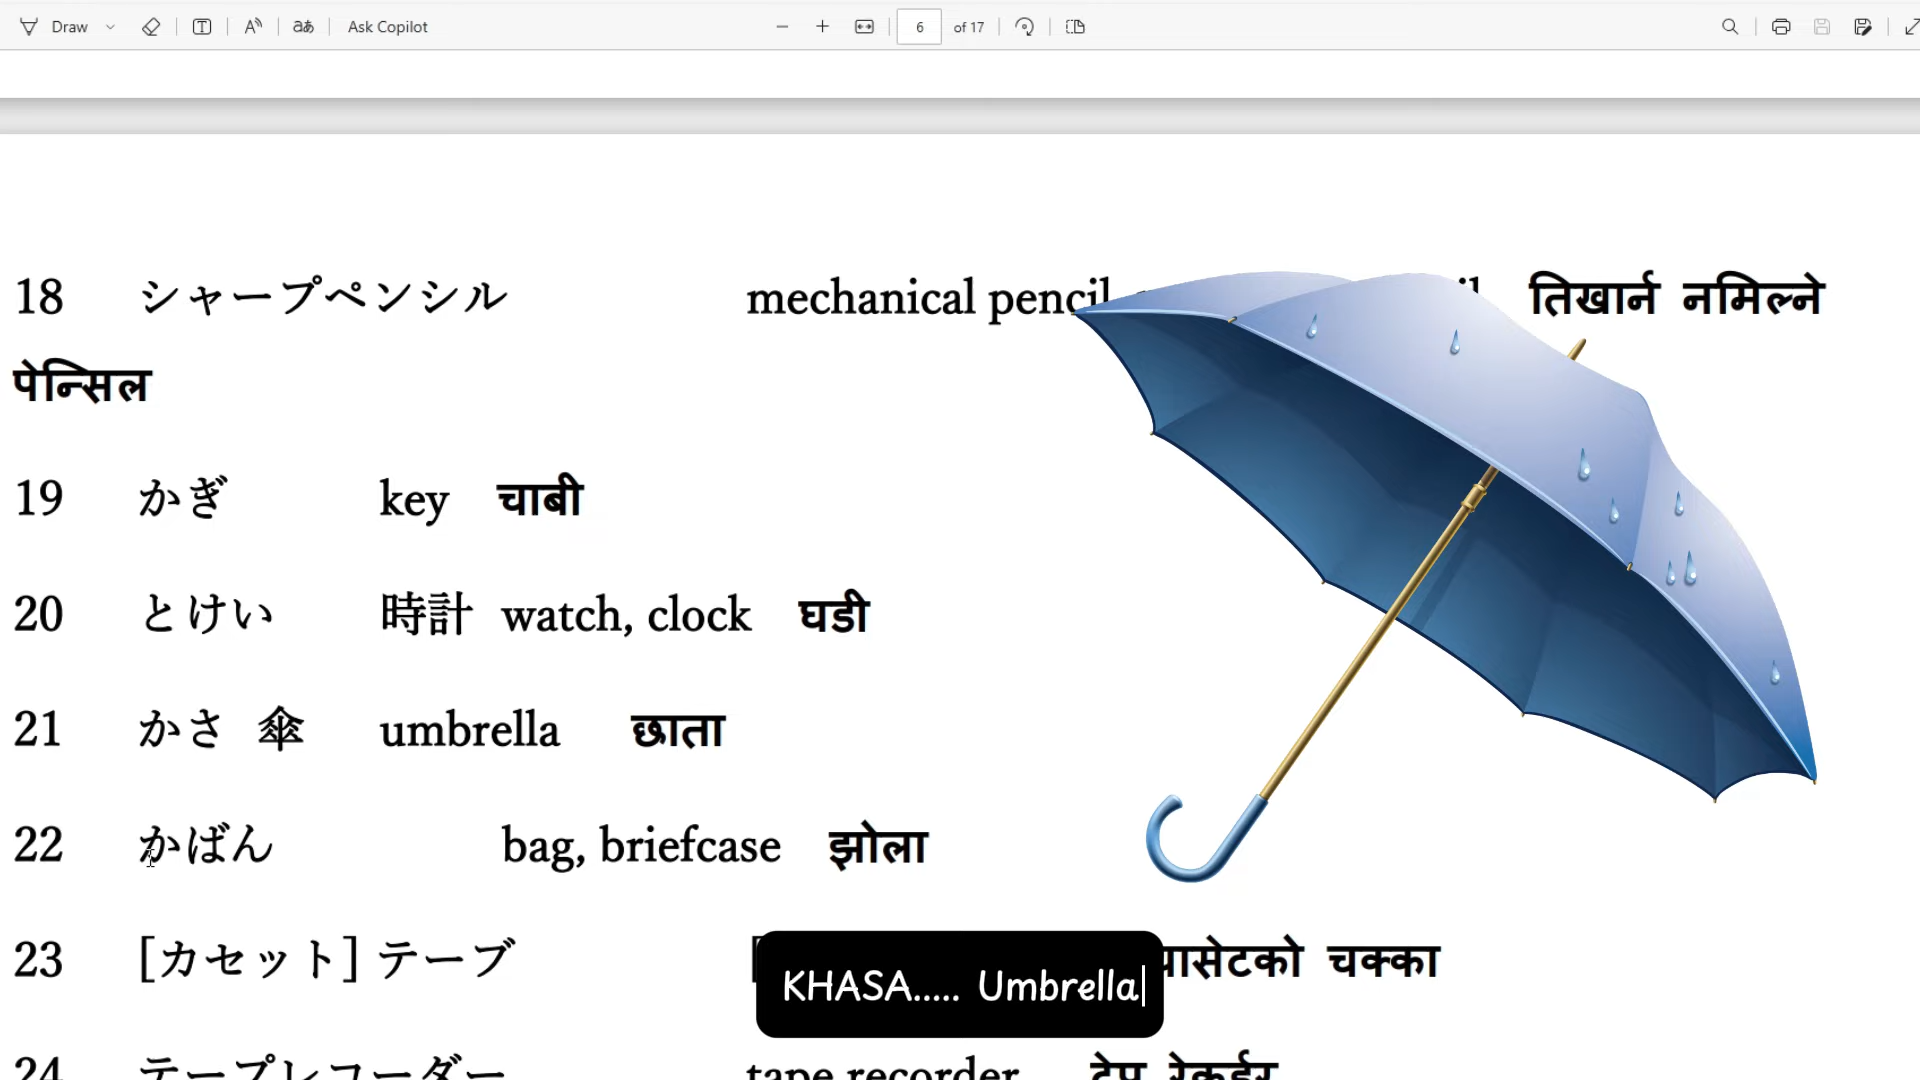 Draw aあ Ask Copilot 6 of 17
18 シャープペンシル mechanical pencil तिखार्न नमिल्ने
पेन्सिल
19 かぎ key चाबी
20 とけい 時計 watch, clock घडी
21 かさ 傘 umbrella छाता
22 かばん bag, briefcase झोला
23 [カセット] テープ यासेटको चक्का
KHASA..... Umbrella
24 テープレコーダー tape recorder टेप रेकर्डर